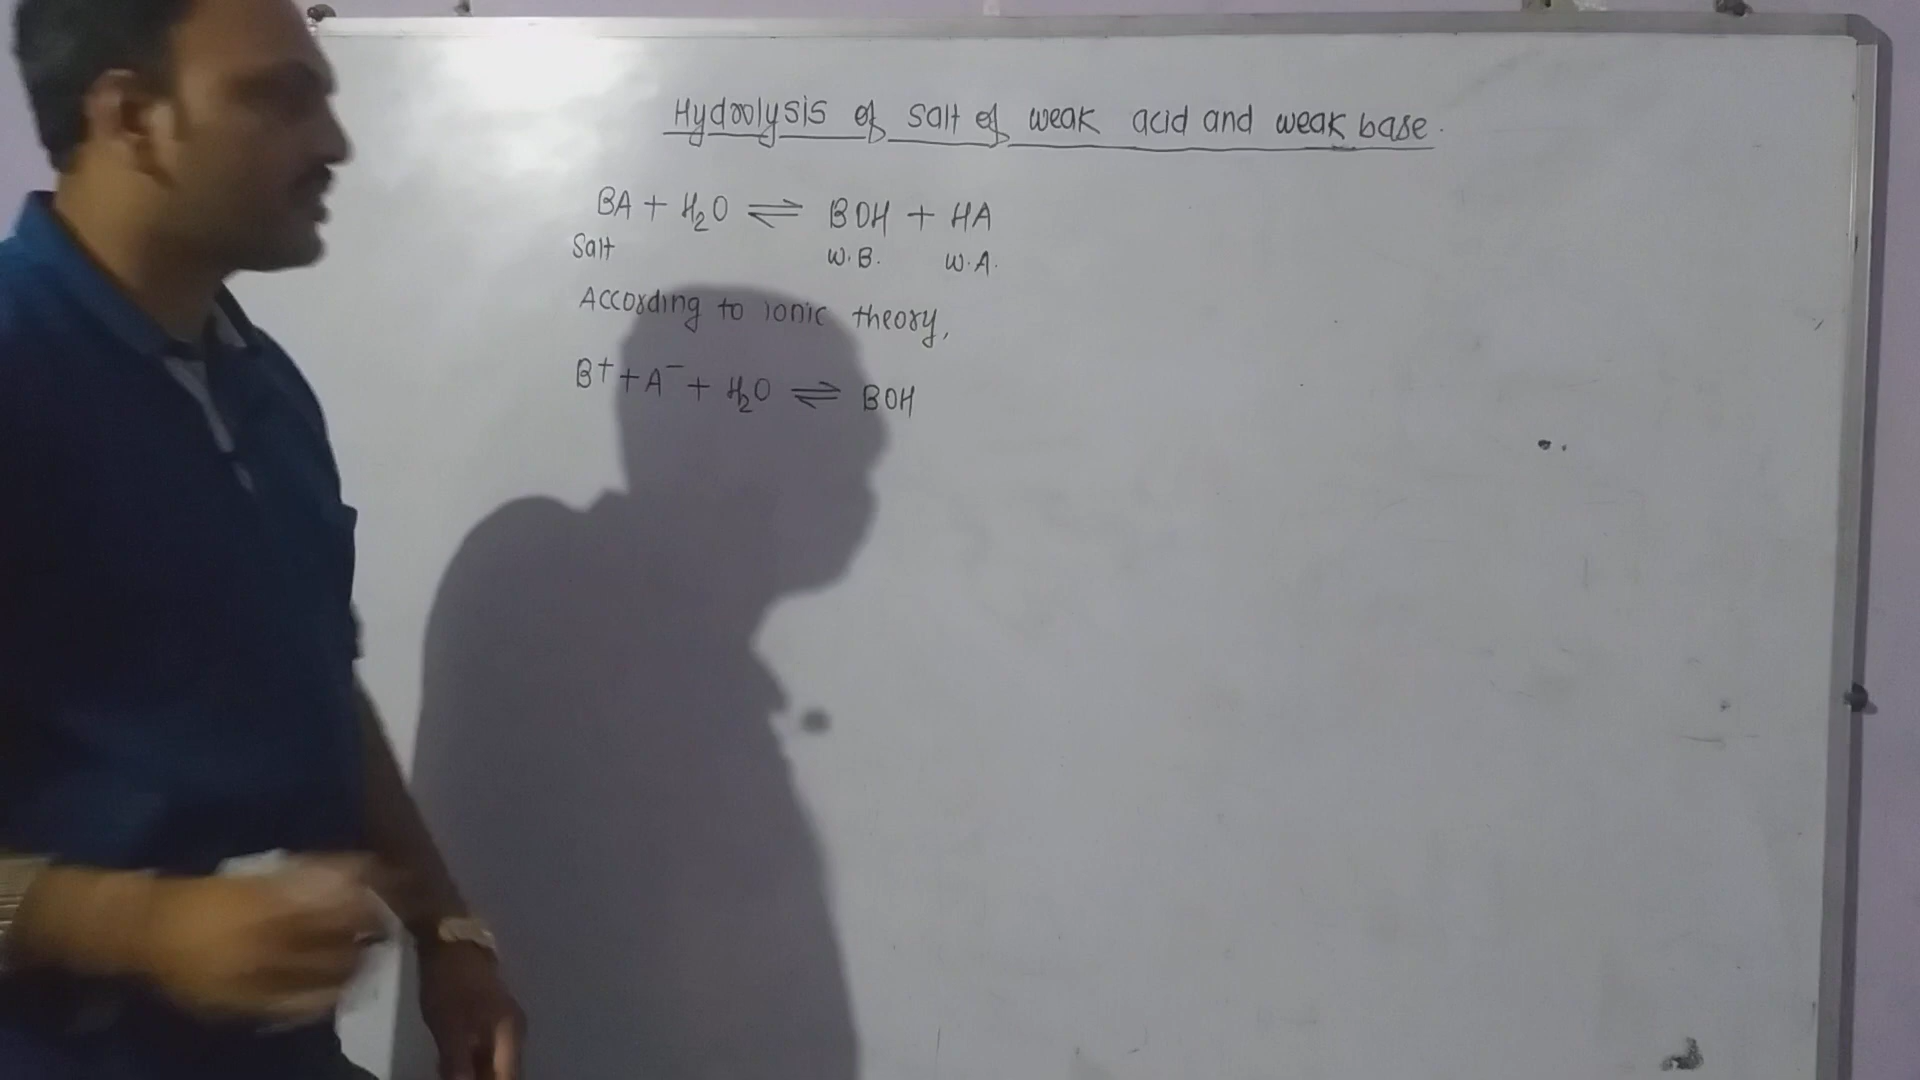 Hydrolysis of salt of weak acid and weak base.
BA + H₂O ⇌ BOH + HA
Salt W.B. W.A.
According to ionic theory,
B⁺ + A⁻ + H₂O ⇌ BOH